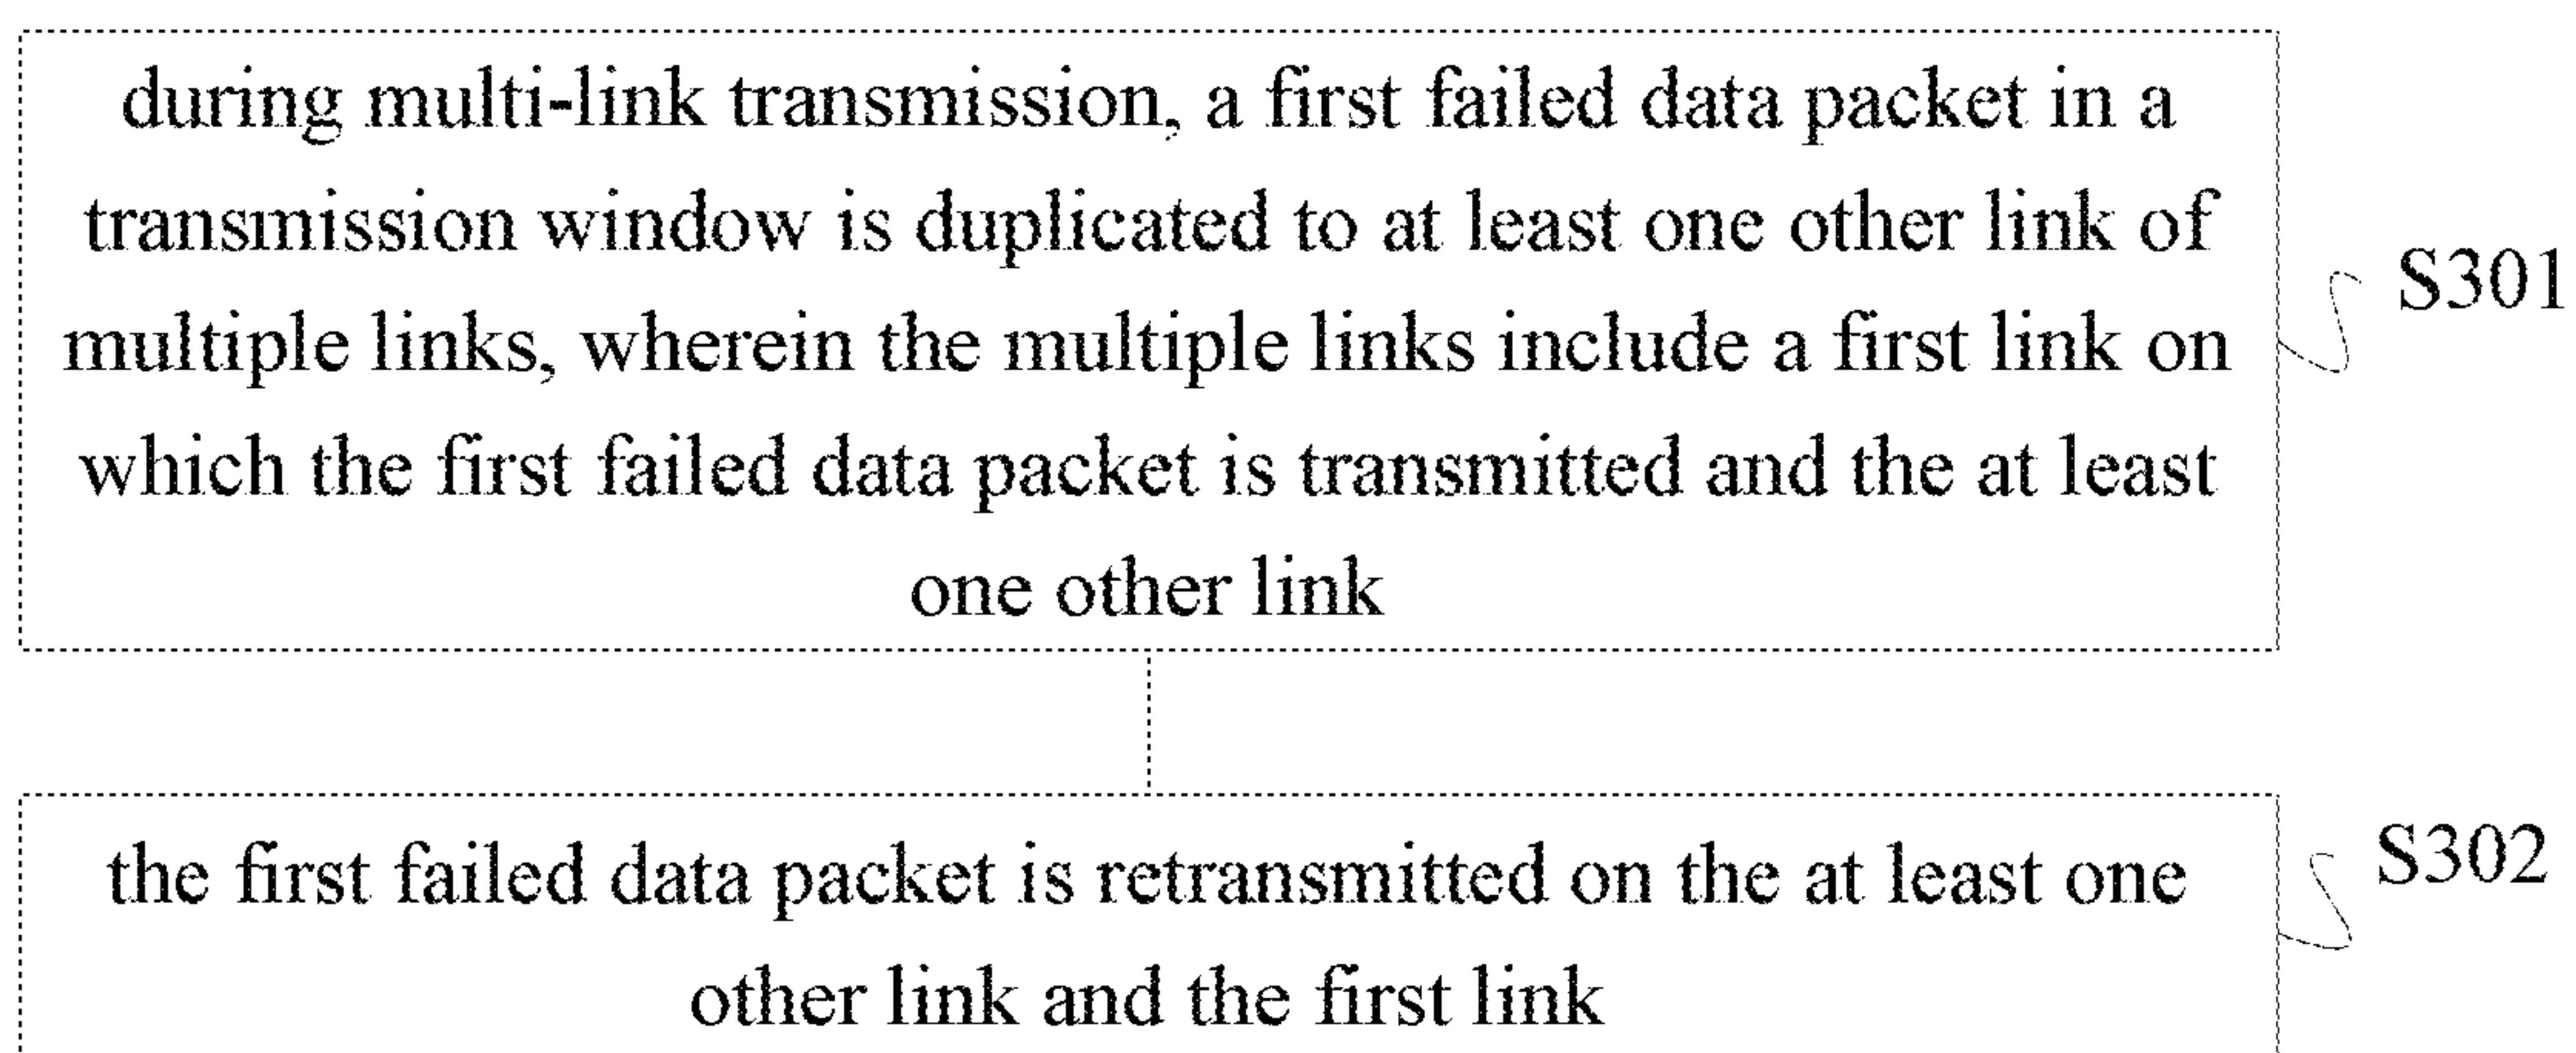 during multi-link transmission, a first failed data packet in a
transmission window is duplicated to at least one other link of
multiple links, wherein the multiple links include a first link on
which the first failed data packet is transmitted and the at least
one other link
S301
the first failed data packet is retransmitted on the at least one
other link and the first link
S302